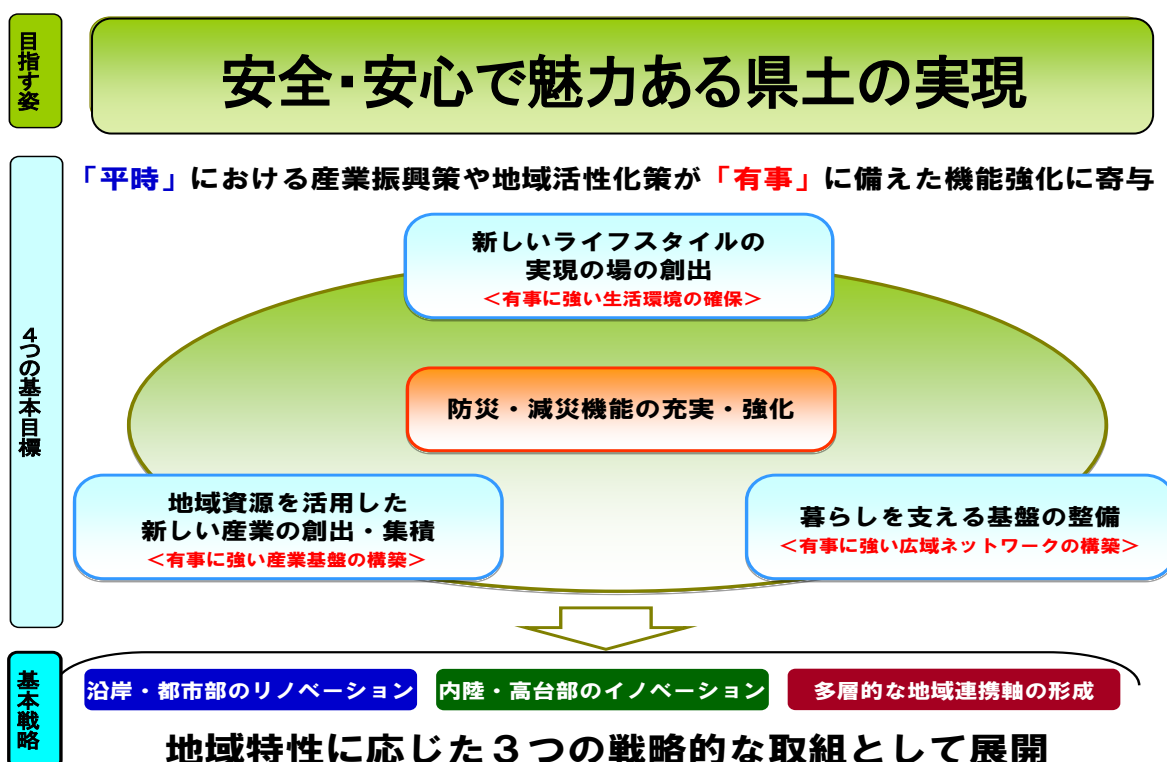 目指す姿
安全・安心で魅力ある県土の実現
４つの基本目標
「平時」における産業振興策や地域活性化策が「有事」に備えた機能強化に寄与
新しいライフスタイルの
実現の場の創出
＜有事に強い生活環境の確保＞
防災・減災機能の充実・強化
地域資源を活用した
新しい産業の創出・集積
＜有事に強い産業基盤の構築＞
暮らしを支える基盤の整備
＜有事に強い広域ネットワークの構築＞
基本戦略
沿岸・都市部のリノベーション
内陸・高台部のイノベーション
多層的な地域連携軸の形成
地域特性に応じた３つの戦略的な取組として展開